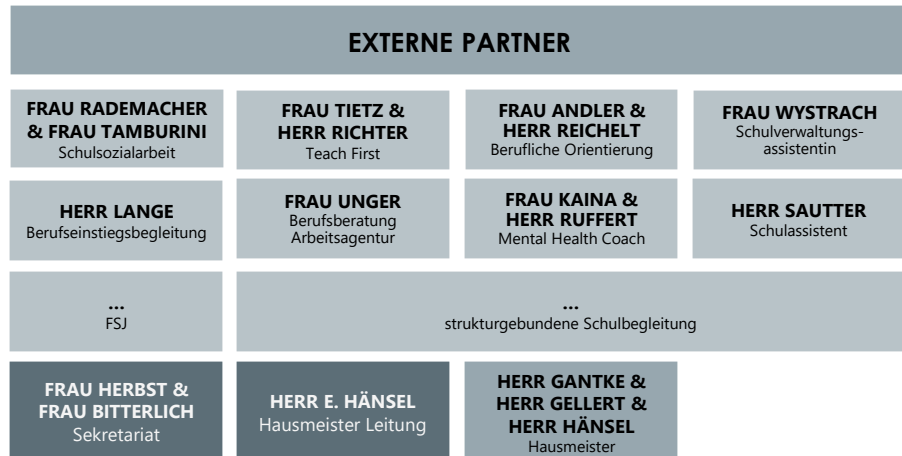 EXTERNE PARTNER
FRAU RADEMACHER
& FRAU TAMBURINI
Schulsozialarbeit
FRAU TIETZ &
HERR RICHTER
Teach First
FRAU ANDLER &
HERR REICHELT
Berufliche Orientierung
FRAU WYSTRACH
Schulverwaltungs-
assistentin
HERR LANGE
Berufseinstiegsbegleitung
FRAU UNGER
Berufsberatung
Arbeitsagentur
FRAU KAINA &
HERR RUFFERT
Mental Health Coach
HERR SAUTTER
Schulassistent
...
FSJ
...
strukturgebundene Schulbegleitung
FRAU HERBST &
FRAU BITTERLICH
Sekretariat
HERR E. HÄNSEL
Hausmeister Leitung
HERR GANTKE &
HERR GELLERT &
HERR HÄNSEL
Hausmeister